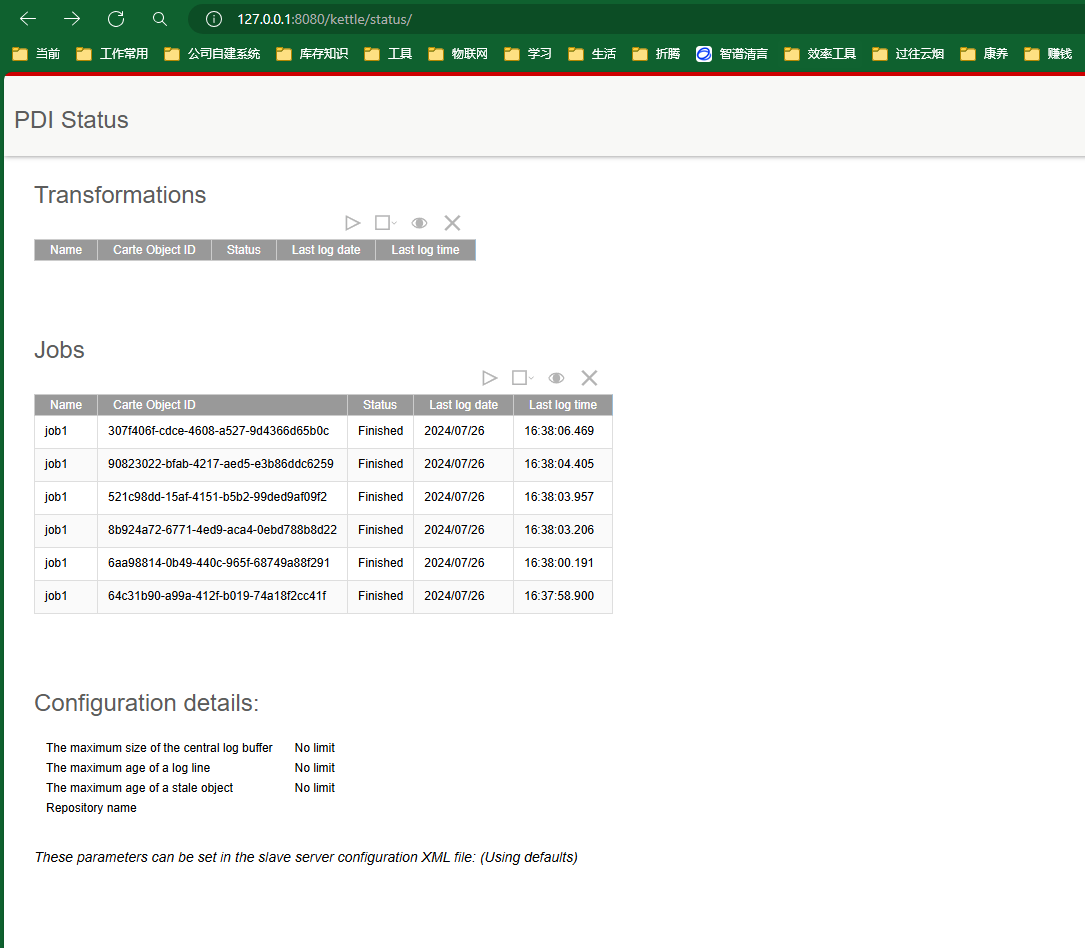 127.0.0.1:8080/kettle/status/
当前 工作常用 公司自建系统 库存知识 工具 物联网 学习 生活 折腾 智谱清言 效率工具 过往云烟 康养 赚钱
PDI Status
Transformations
Name Carte Object ID Status Last log date Last log time
Jobs
Name Carte Object ID Status Last log date Last log time
job1 307f406f-cdce-4608-a527-9d4366d65b0c Finished 2024/07/26 16:38:06.469
job1 90823022-bfab-4217-aed5-e3b86ddc6259 Finished 2024/07/26 16:38:04.405
job1 521c98dd-15af-4151-b5b2-99ded9af09f2 Finished 2024/07/26 16:38:03.957
job1 8b924a72-6771-4ed9-aca4-0ebd788b8d22 Finished 2024/07/26 16:38:03.206
job1 6aa98814-0b49-440c-965f-68749a88f291 Finished 2024/07/26 16:38:00.191
job1 64c31b90-a99a-412f-b019-74a18f2cc41f Finished 2024/07/26 16:37:58.900
Configuration details:
The maximum size of the central log buffer No limit
The maximum age of a log line No limit
The maximum age of a stale object No limit
Repository name
These parameters can be set in the slave server configuration XML file: (Using defaults)